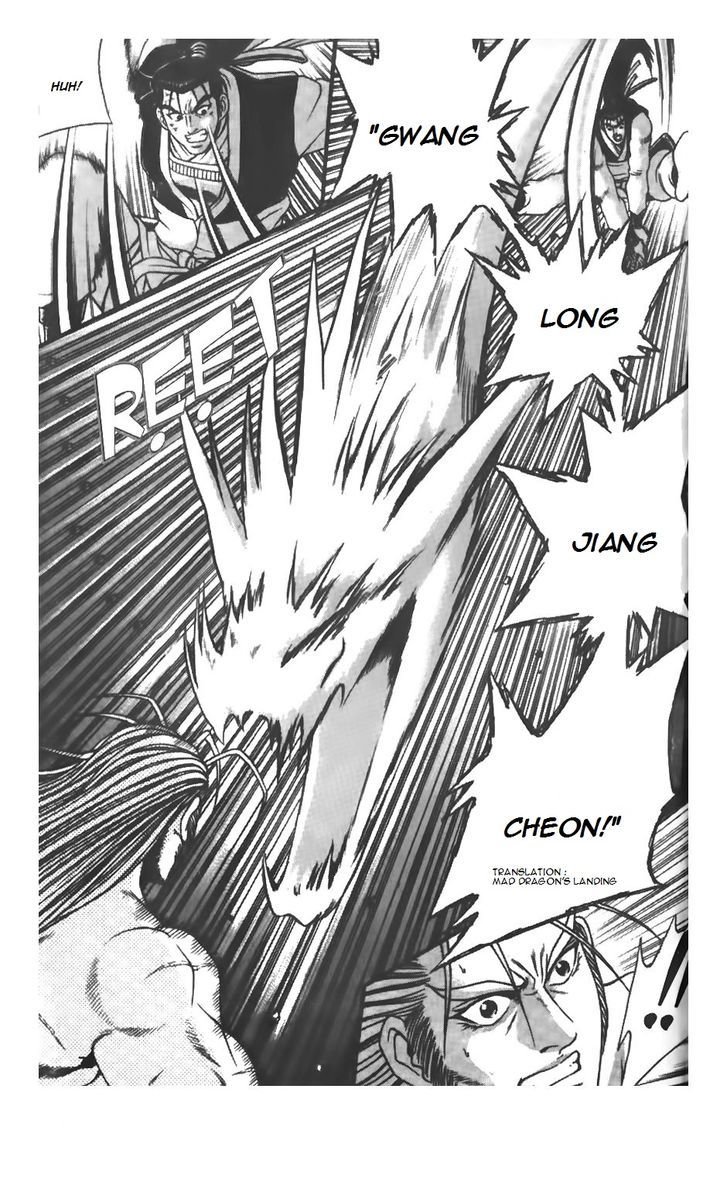 HUH!
"GWANG
LONG
REET
JIANG
CHEON!"
TRANSLATION :
MAD DRAGON'S LANDING
!!